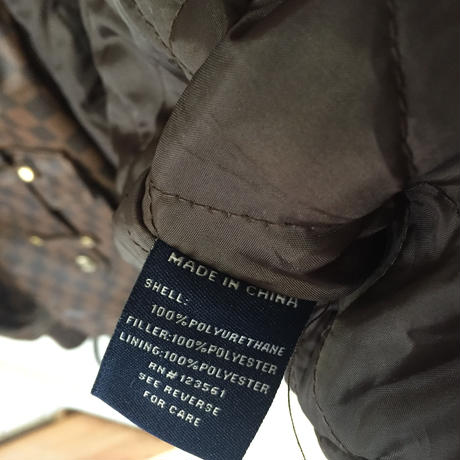 MADE IN CHINA
SHELL:
100%POLYURETHANE
FILLER:100%POLYESTER
LINING:100%POLYESTER
RN#123561
SEE REVERSE
FOR CARE